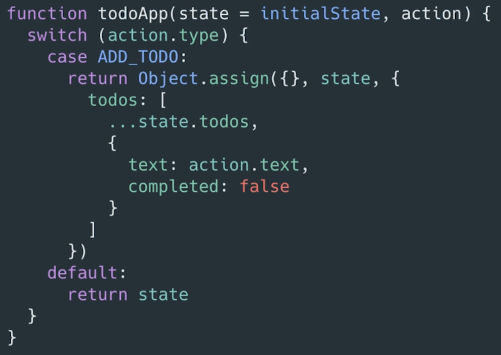 function todoApp(state = initialState, action) {
  switch (action.type) {
    case ADD_TODO:
      return Object.assign({}, state, {
        todos: [
          ...state.todos,
          {
            text: action.text,
            completed: false
          }
        ]
      })
    default:
      return state
  }
}